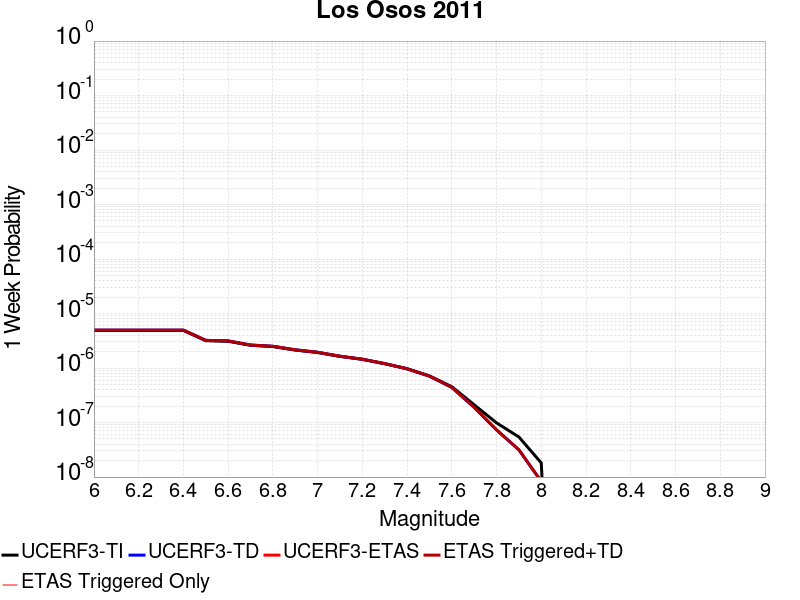 Los Osos 2011
1 Week Probability
10^0
10^-1
10^-2
10^-3
10^-4
10^-5
10^-6
10^-7
10^-8
6 6.2 6.4 6.6 6.8 7 7.2 7.4 7.6 7.8 8 8.2 8.4 8.6 8.8 9
Magnitude
UCERF3-TI UCERF3-TD UCERF3-ETAS ETAS Triggered+TD
ETAS Triggered Only